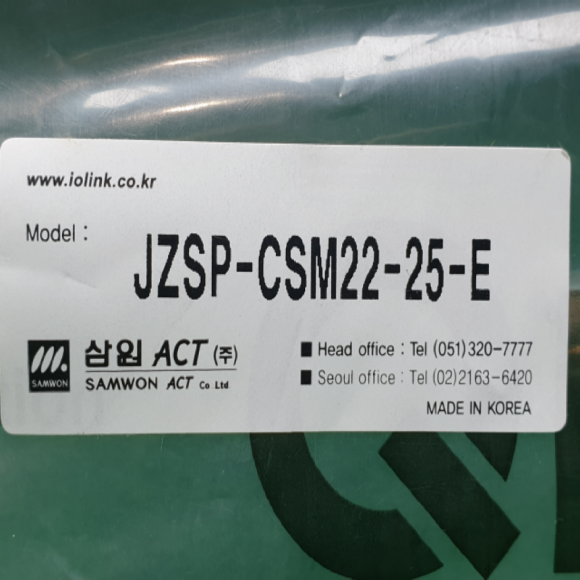 www.iolink.co.kr
Model :
JZSP-CSM22-25-E
SAMWON
삼원 ACT (주)
SAMWON ACT Co Ltd
■ Head office : Tel (051)320-7777
■ Seoul office : Tel (02)2163-6420
MADE IN KOREA